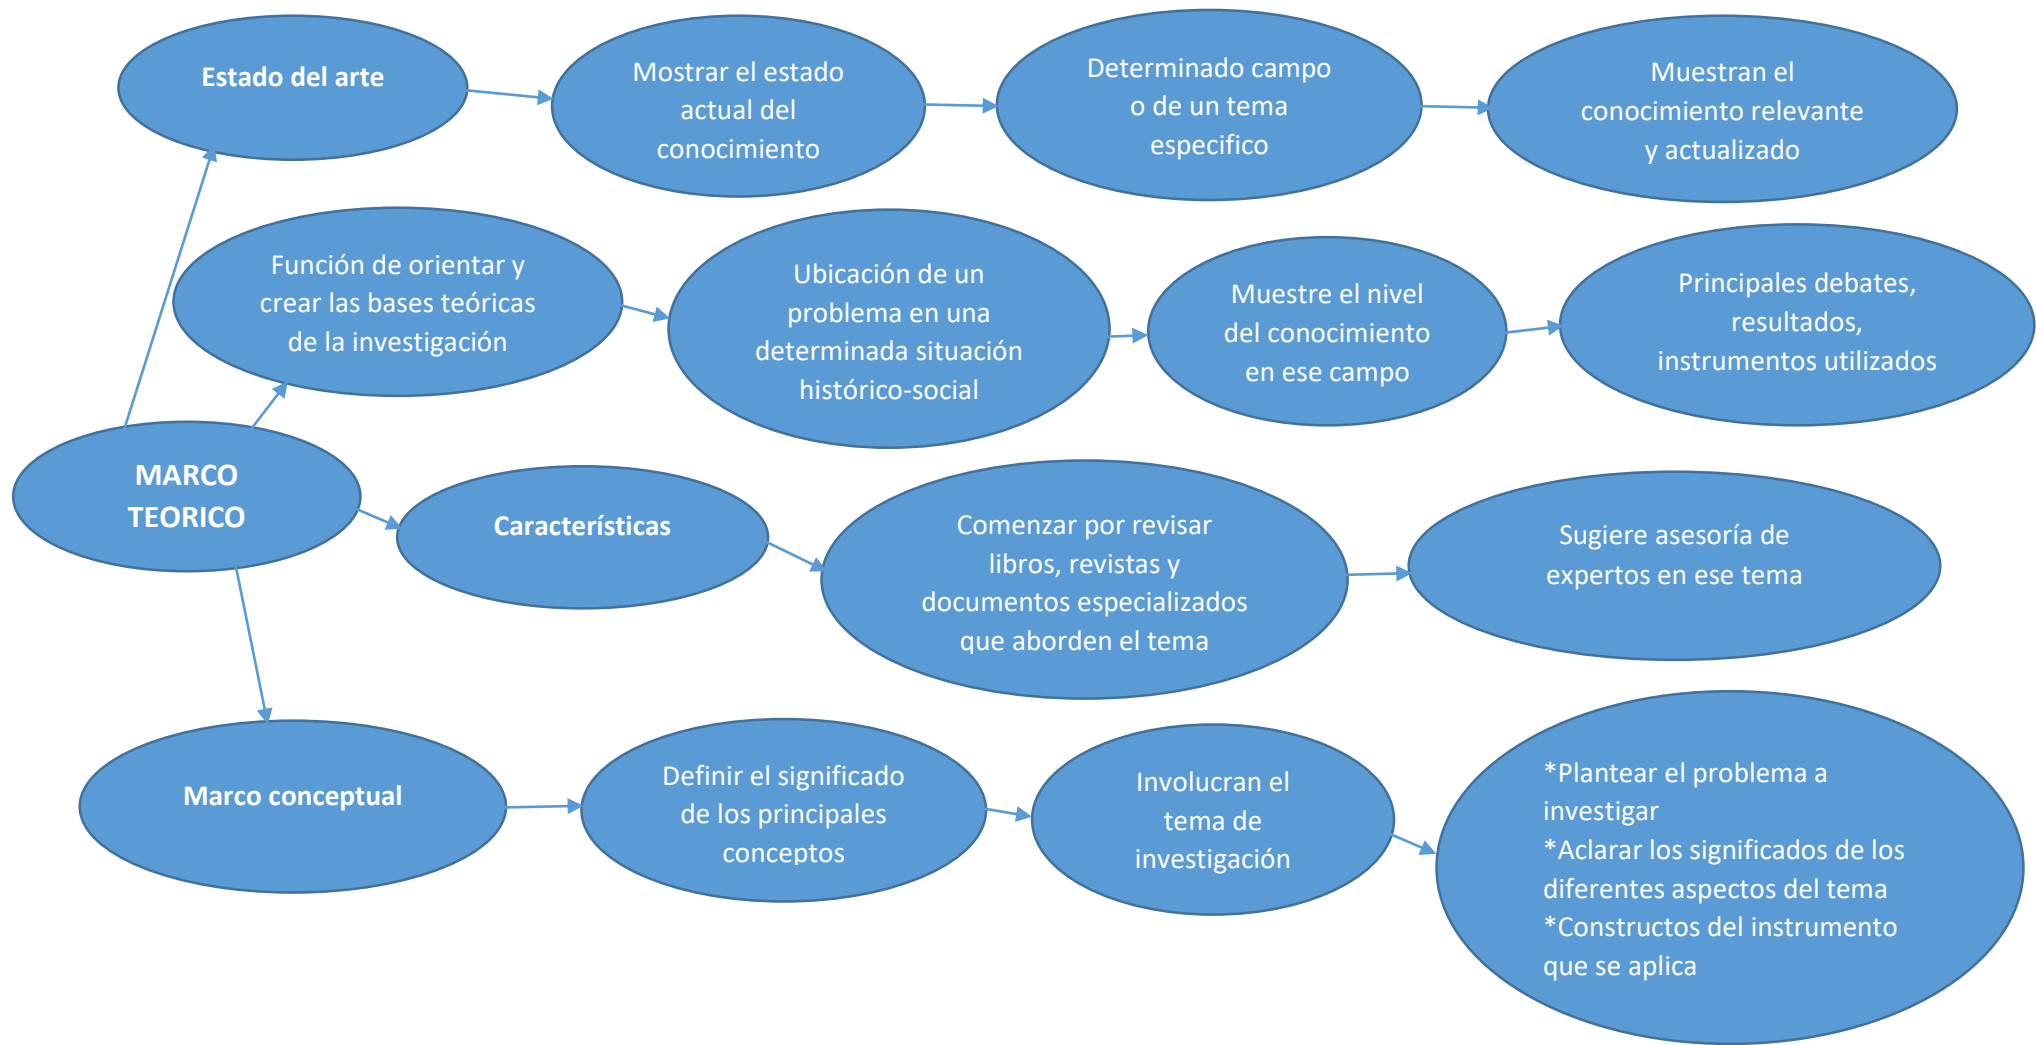 Estado del arte
Mostrar el estado
actual del
conocimiento
Determinado campo
o de un tema
especifico
Muestran el
conocimiento relevante
y actualizado
Función de orientar y
crear las bases teóricas
de la investigación
Ubicación de un
problema en una
determinada situación
histórico-social
Muestre el nivel
del conocimiento
en ese campo
Principales debates,
resultados,
instrumentos utilizados
MARCO
TEORICO
Características
Comenzar por revisar
libros, revistas y
documentos especializados
que aborden el tema
Sugiere asesoría de
expertos en ese tema
Marco conceptual
Definir el significado
de los principales
conceptos
Involucran el
tema de
investigación
*Plantear el problema a
investigar
*Aclarar los significados de los
diferentes aspectos del tema
*Constructos del instrumento
que se aplica